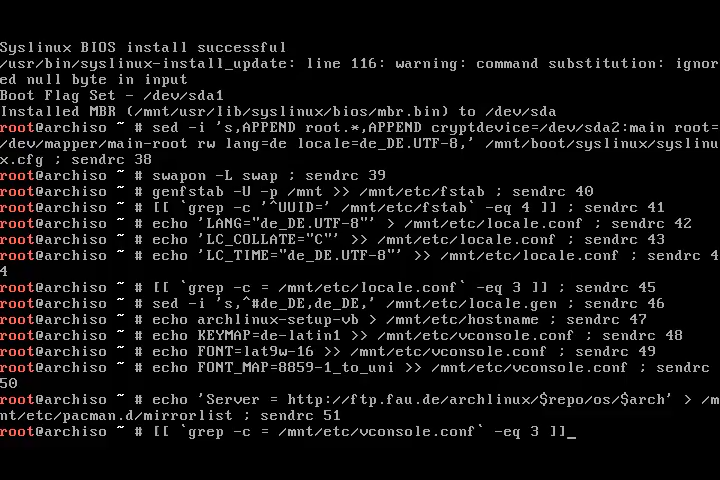 Syslinux BIOS install successful
/usr/bin/syslinux-install_update: line 116: warning: command substitution: ignor
ed null byte in input
Boot Flag Set - /dev/sda1
Installed MBR (/mnt/usr/lib/syslinux/bios/mbr.bin) to /dev/sda
root@archiso ~ # sed -i 's,APPEND root.*,APPEND cryptdevice=/dev/sda2:main root=
/dev/mapper/main-root rw lang=de locale=de_DE.UTF-8,' /mnt/boot/syslinux/syslinu
x.cfg ; sendrc 38
root@archiso ~ # swapon -L swap ; sendrc 39
root@archiso ~ # genfstab -U -p /mnt >> /mnt/etc/fstab ; sendrc 40
root@archiso ~ # [[ `grep -c '^UUID=' /mnt/etc/fstab` -eq 4 ]] ; sendrc 41
root@archiso ~ # echo 'LANG="de_DE.UTF-8"' > /mnt/etc/locale.conf ; sendrc 42
root@archiso ~ # echo 'LC_COLLATE="C"' >> /mnt/etc/locale.conf ; sendrc 43
root@archiso ~ # echo 'LC_TIME="de_DE.UTF-8"' >> /mnt/etc/locale.conf ; sendrc 4
4
root@archiso ~ # [[ `grep -c = /mnt/etc/locale.conf` -eq 3 ]] ; sendrc 45
root@archiso ~ # sed -i 's,^#de_DE,de_DE,' /mnt/etc/locale.gen ; sendrc 46
root@archiso ~ # echo archlinux-setup-vb > /mnt/etc/hostname ; sendrc 47
root@archiso ~ # echo KEYMAP=de-latin1 >> /mnt/etc/vconsole.conf ; sendrc 48
root@archiso ~ # echo FONT=lat9w-16 >> /mnt/etc/vconsole.conf ; sendrc 49
root@archiso ~ # echo FONT_MAP=8859-1_to_uni >> /mnt/etc/vconsole.conf ; sendrc
50
root@archiso ~ # echo 'Server = http://ftp.fau.de/archlinux/$repo/os/$arch' > /m
nt/etc/pacman.d/mirrorlist ; sendrc 51
root@archiso ~ # [[ `grep -c = /mnt/etc/vconsole.conf` -eq 3 ]]_